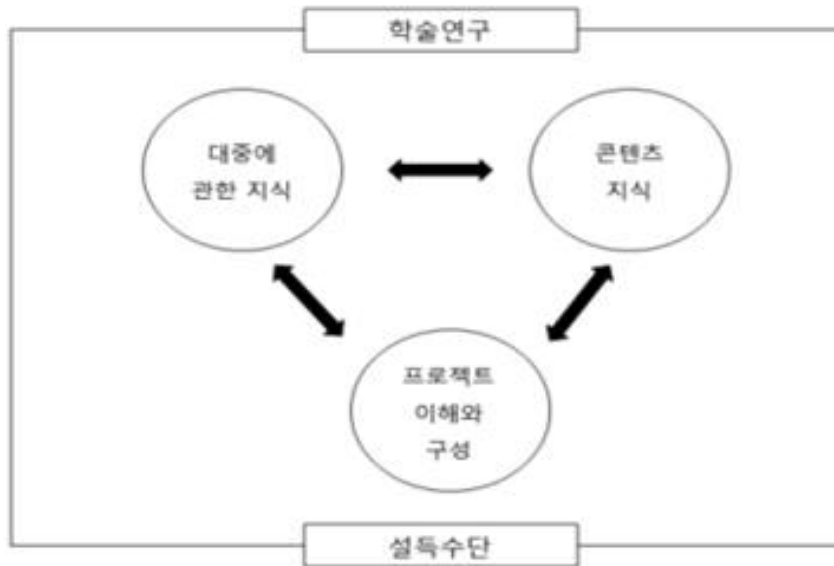 학술연구
대중에
관한 지식
콘텐츠
지식
프로젝트
이해와
구성
설득수단